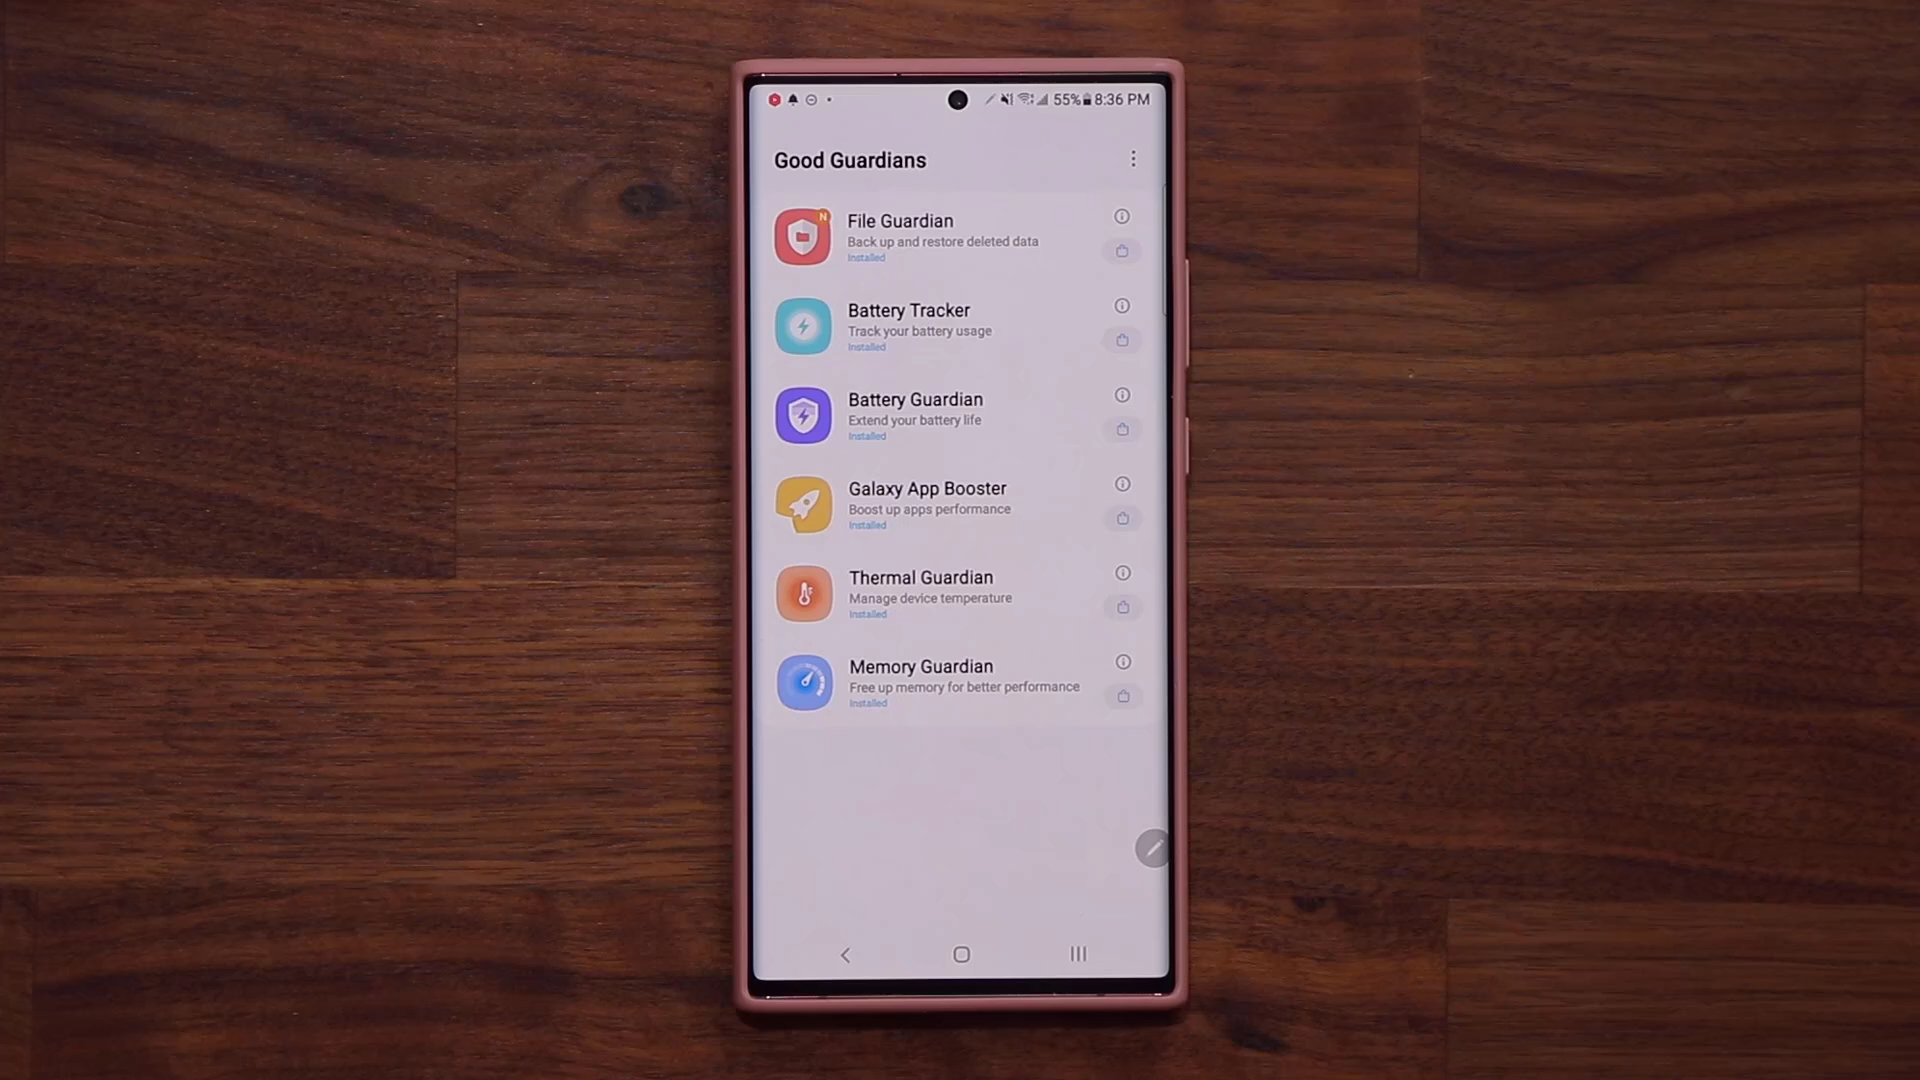 55% 8:36 PM
Good Guardians
N
File Guardian
Back up and restore deleted data
Installed
Battery Tracker
Track your battery usage
Installed
Battery Guardian
Extend your battery life
Installed
Galaxy App Booster
Boost up apps performance
Installed
Thermal Guardian
Manage device temperature
Installed
Memory Guardian
Free up memory for better performance
Installed